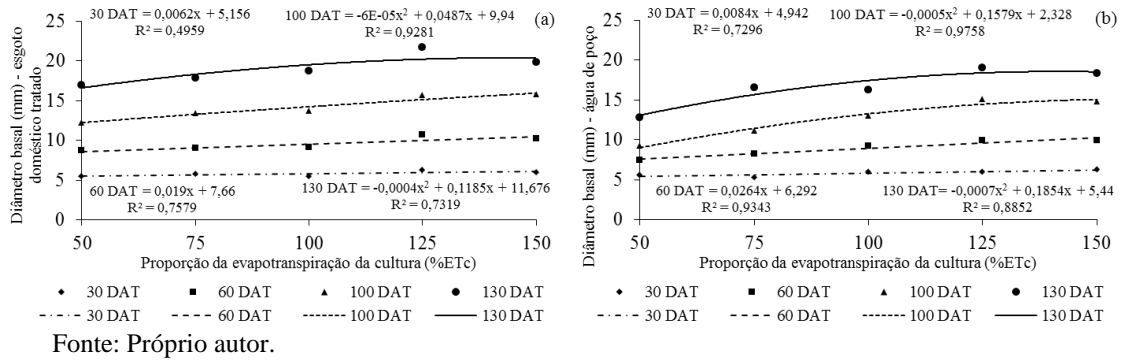 30 DAT = 0,0062x + 5,156
R² = 0,4959
100 DAT = -6E-05x² + 0,0487x + 9,94
R² = 0,9281
(a)
Diâmetro basal (mm) - esgoto
doméstico tratado
25
20
15
10
5
0
60 DAT = 0,019x + 7,66
R² = 0,7579
130 DAT = -0,0004x² + 0,1185x + 11,676
R² = 0,7319
50 75 100 125 150
Proporção da evapotranspiração da cultura (%ETc)
30 DAT 60 DAT 100 DAT 130 DAT
30 DAT 60 DAT 100 DAT 130 DAT
30 DAT = 0,0084x + 4,942
R² = 0,7296
100 DAT = -0,0005x² + 0,1579x + 2,328
R² = 0,9758
(b)
Diâmetro basal (mm) - água de poço
25
20
15
10
5
0
60 DAT = 0,0264x + 6,292
R² = 0,9343
130 DAT= -0,0007x² + 0,1854x + 5,44
R² = 0,8852
50 75 100 125 150
Proporção da evapotranspiração da cultura (%ETc)
30 DAT 60 DAT 100 DAT 130 DAT
30 DAT 60 DAT 100 DAT 130 DAT
Fonte: Próprio autor.